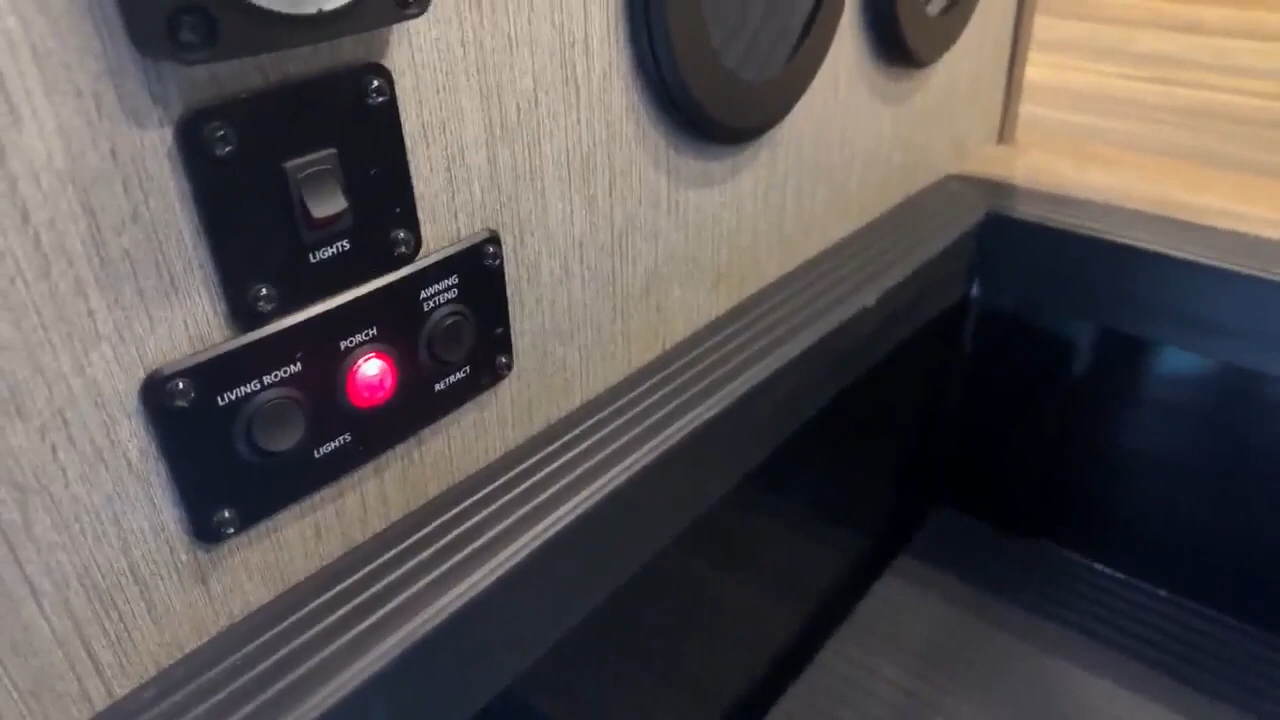 LIGHTS
LIVING ROOM
PORCH
AWNING
EXTEND
LIGHTS
RETRACT